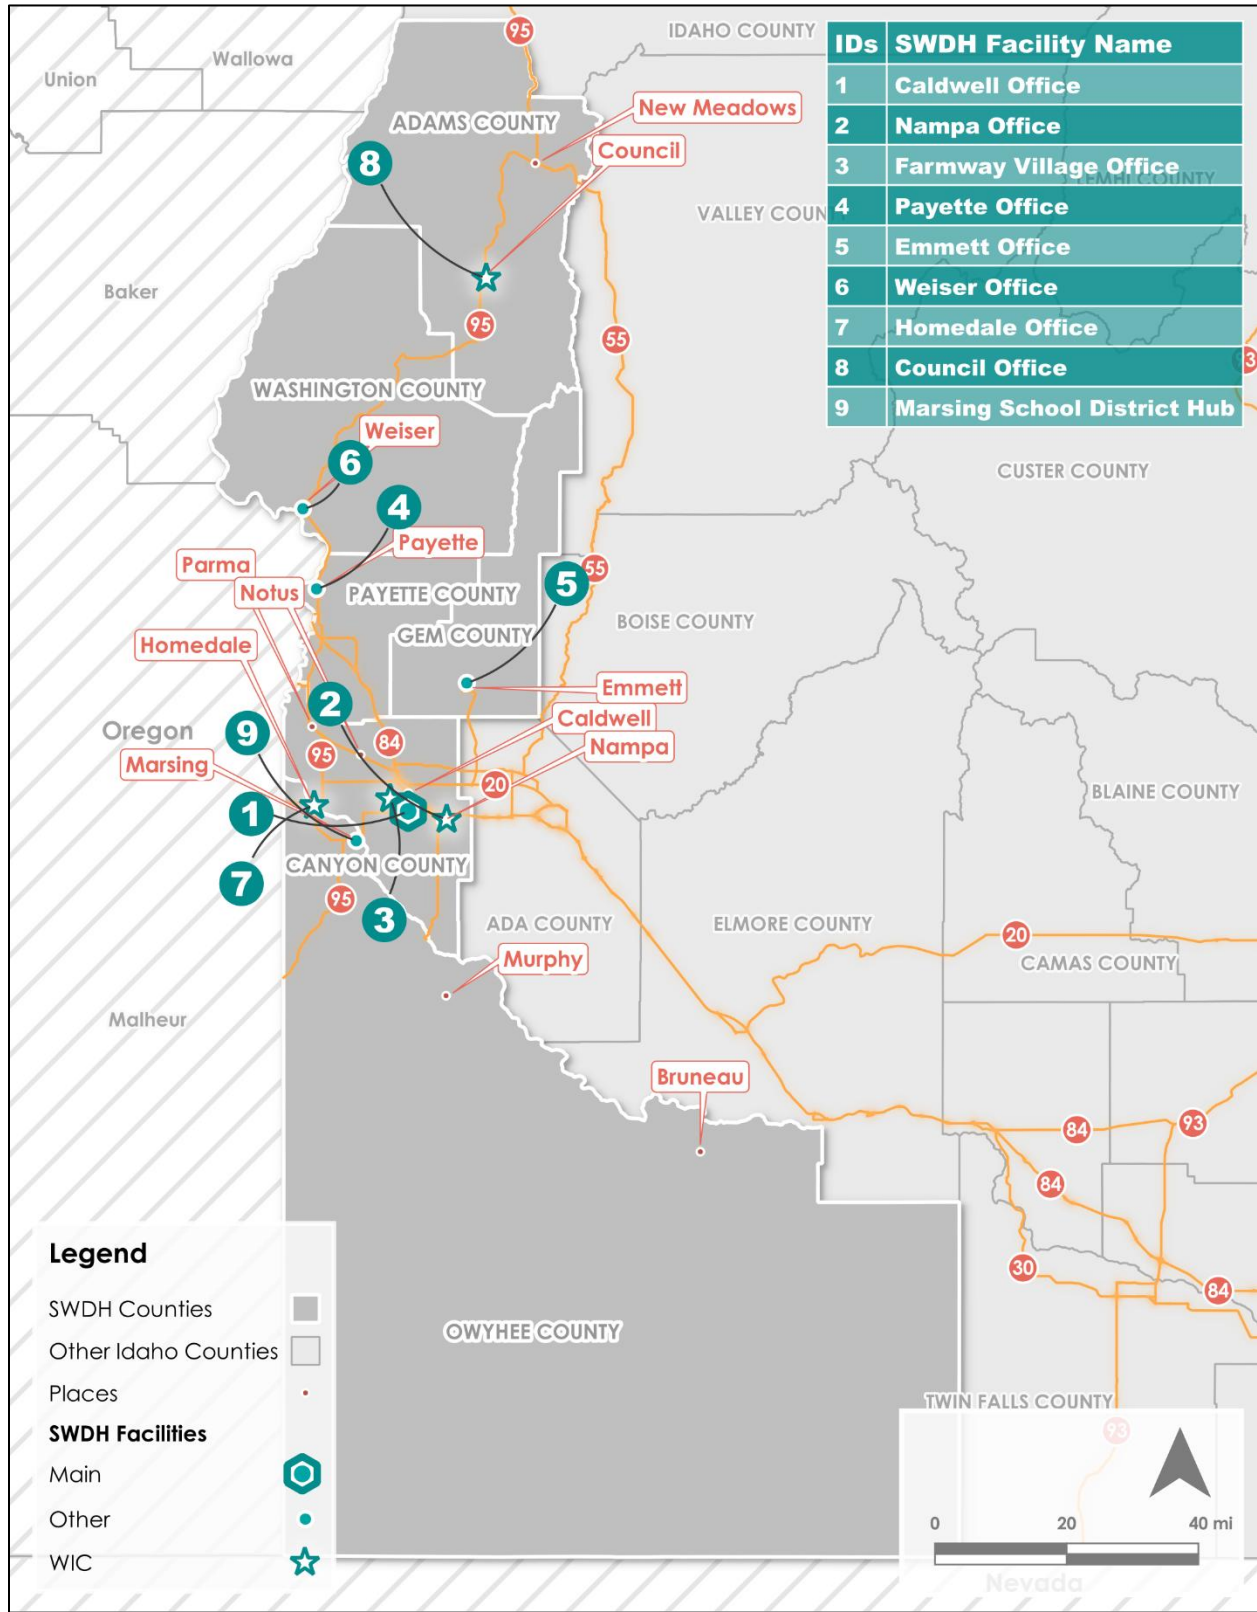 95
IDAHO COUNTY
Wallowa
Union
IDs SWDH Facility Name
1 Caldwell Office
2 Nampa Office
3 Farmway Village Office
4 Payette Office
5 Emmett Office
6 Weiser Office
7 Homedale Office
8 Council Office
9 Marsing School District Hub
New Meadows
ADAMS COUNTY
Council
8
LEMHI COUNTY
VALLEY COUN
Baker
95
55
93
WASHINGTON COUNTY
Weiser
6
CUSTER COUNTY
4
Payette
Parma
55
5
Notus
PAYETTE COUNTY
BOISE COUNTY
GEM COUNTY
Homedale
Emmett
2
Caldwell
Oregon
9
84
95
Nampa
Marsing
20
BLAINE COUNTY
1
CANYON COUNTY
7
95
3
ADA COUNTY
ELMORE COUNTY
20
Murphy
CAMAS COUNTY
Malheur
Bruneau
84
93
84
Legend
SWDH Counties
Other Idaho Counties
Places
SWDH Facilities
Main
Other
WIC
30
84
OWYHEE COUNTY
TWIN FALLS COUNTY
93
0 20 40 mi
Nevada